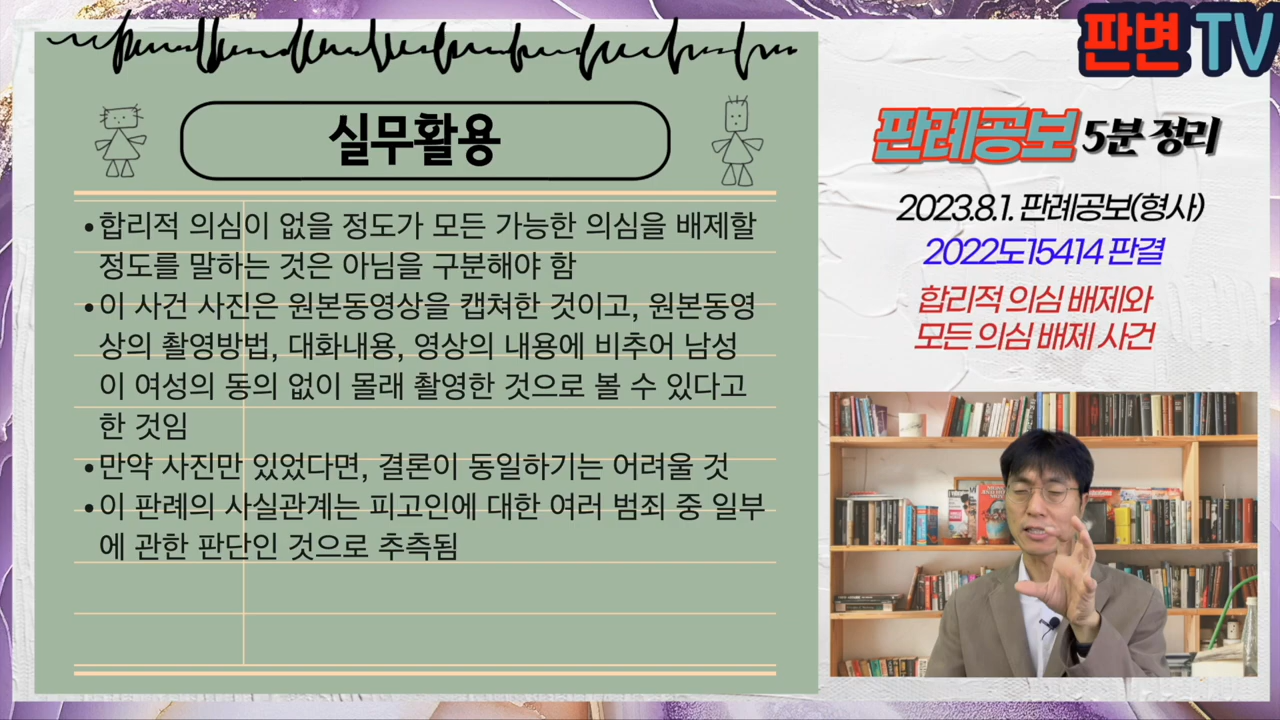 판변 TV
실무활용
•합리적 의심이 없을 정도가 모든 가능한 의심을 배제할
정도를 말하는 것은 아님을 구분해야 함
•이 사건 사진은 원본동영상을 캡쳐한 것이고, 원본동영
상의 촬영방법, 대화내용, 영상의 내용에 비추어 남성
이 여성의 동의 없이 몰래 촬영한 것으로 볼 수 있다고
한 것임
•만약 사진만 있었다면, 결론이 동일하기는 어려울 것
•이 판례의 사실관계는 피고인에 대한 여러 범죄 중 일부
에 관한 판단인 것으로 추측됨
판례공보 5분 정리
2023.8.1. 판례공보(형사)
2022도15414 판결
합리적 의심 배제와
모든 의심 배제 사건